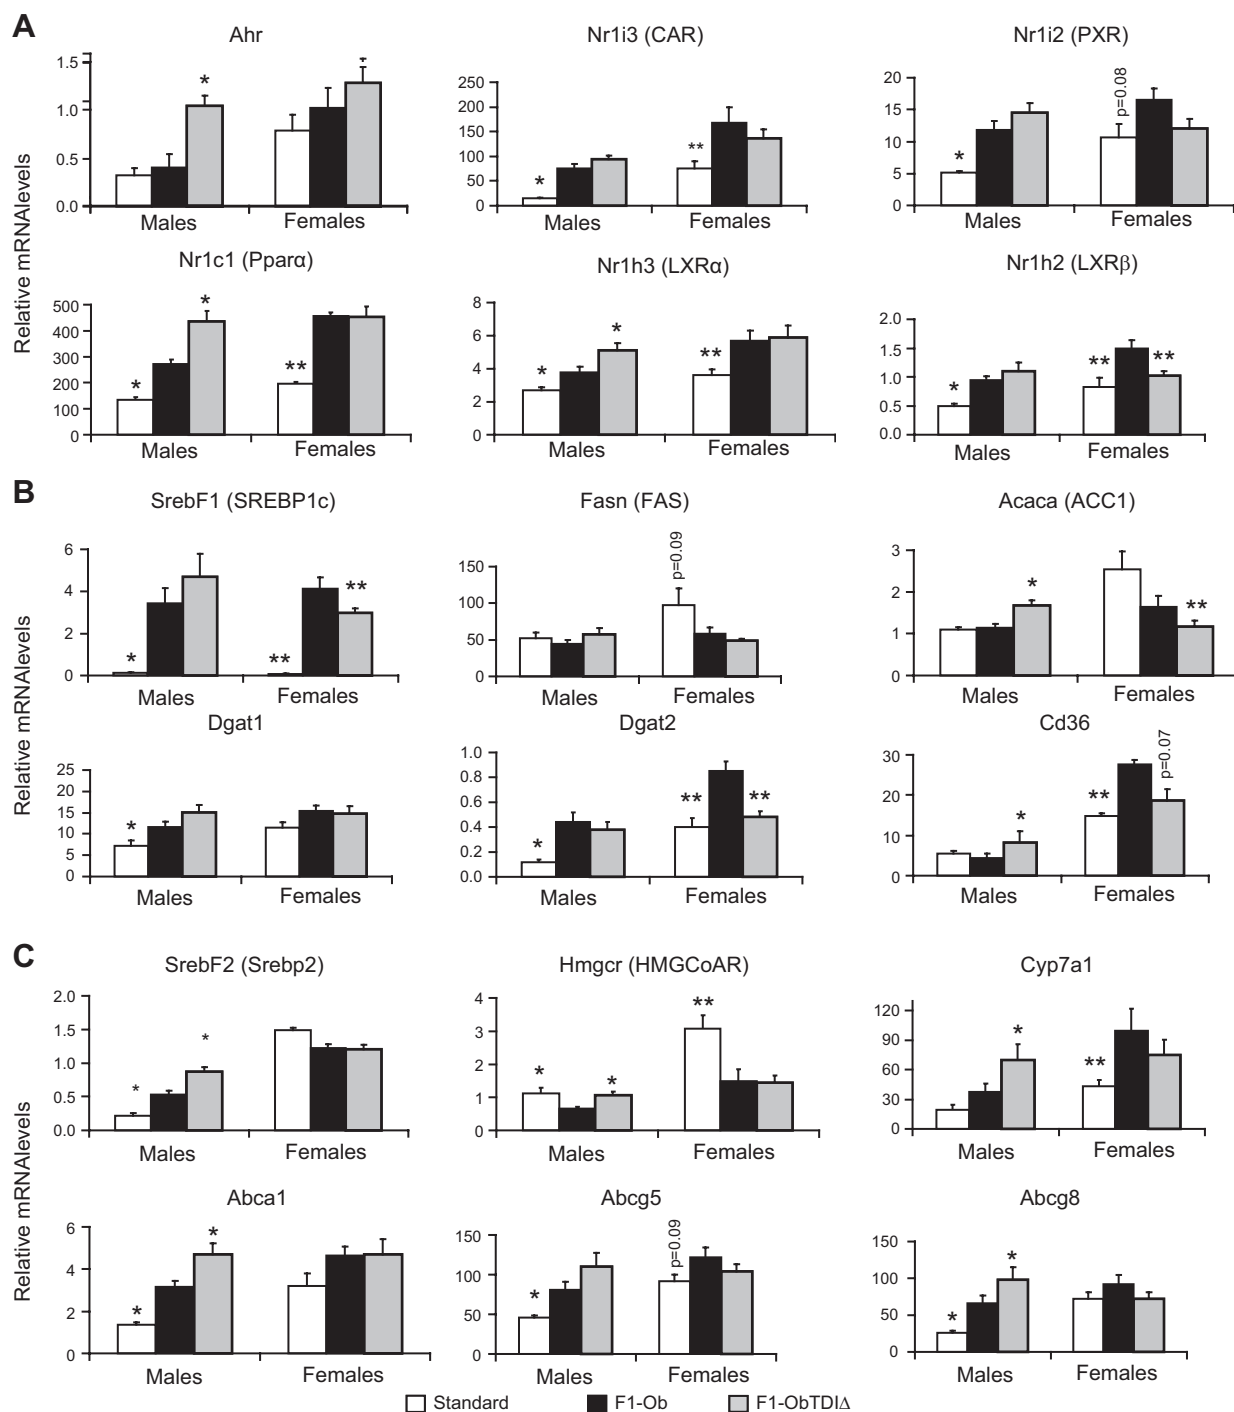 A
Ahr
Nr1i3 (CAR)
Nr1i2 (PXR)
1.5
1.0
0.5
0.0
*
*
Males
Females
250
200
150
100
50
0
*
**
Males
Females
20
15
10
5
0
*
p=0.08
Males
Females
Relative mRNAlevels
Nr1c1 (Pparα)
Nr1h3 (LXRα)
Nr1h2 (LXRβ)
500
400
300
200
100
0
*
*
**
Males
Females
8
6
4
2
0
*
*
**
Males
Females
2.0
1.5
1.0
0.5
0.0
*
**
**
Males
Females
B
SrebF1 (SREBP1c)
Fasn (FAS)
Acaca (ACC1)
6
4
2
0
*
**
**
Males
Females
150
100
50
0
p=0.09
Males
Females
3
2
1
0
*
**
Males
Females
Relative mRNAlevels
Dgat1
Dgat2
Cd36
25
20
15
10
5
0
*
Males
Females
1.0
0.8
0.6
0.4
0.2
0.0
*
**
**
Males
Females
30
20
10
0
*
**
p=0.07
Males
Females
C
SrebF2 (Srebp2)
Hmgcr (HMGCoAR)
Cyp7a1
2.0
1.5
1.0
0.5
0.0
*
*
Males
Females
4
3
2
1
0
*
*
**
Males
Females
120
90
60
30
0
*
**
Males
Females
Relative mRNAlevels
Abca1
Abcg5
Abcg8
6
4
2
0
*
*
Males
Females
150
100
50
0
*
p=0.09
Males
Females
150
100
50
0
*
*
Males
Females
Standard
F1-Ob
F1-ObTDI∆